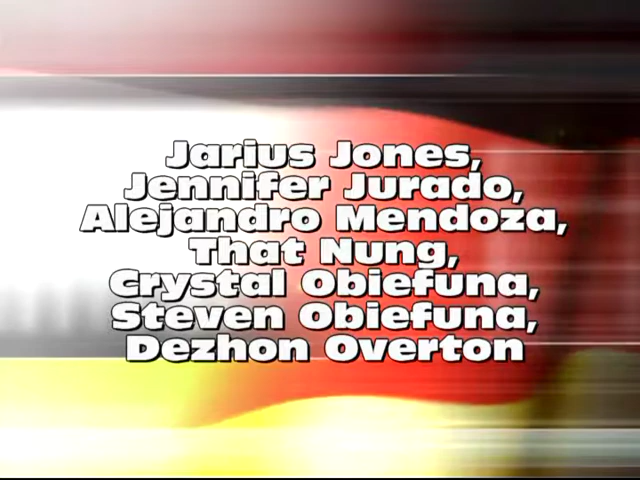 Jarius Jones,
Jennifer Jurado,
Alejandro Mendoza,
That Nung,
Crystal Obiefuna,
Steven Obiefuna,
Dezhon Overton